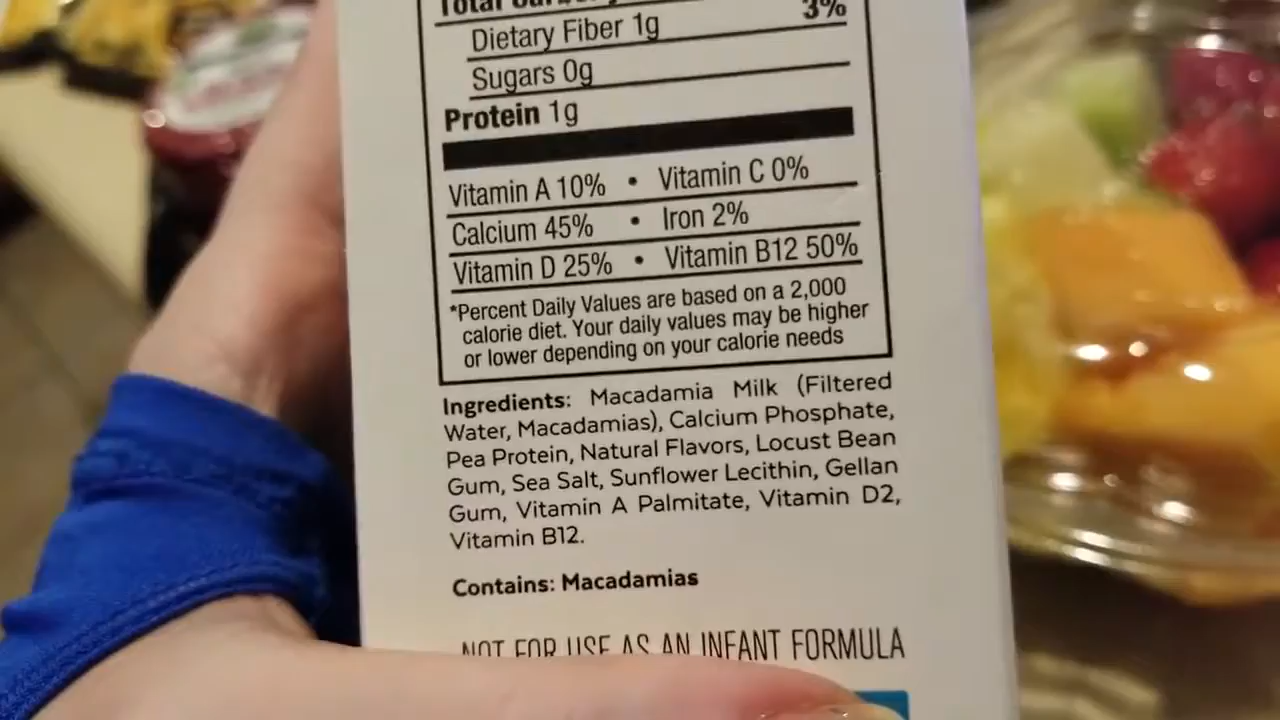 Total
3%
Dietary Fiber 1g
Sugars 0g
Protein 1g
Vitamin A 10% • Vitamin C 0%
Calcium 45% • Iron 2%
Vitamin D 25% • Vitamin B12 50%
*Percent Daily Values are based on a 2,000
calorie diet. Your daily values may be higher
or lower depending on your calorie needs
Ingredients: Macadamia Milk (Filtered
Water, Macadamias), Calcium Phosphate,
Pea Protein, Natural Flavors, Locust Bean
Gum, Sea Salt, Sunflower Lecithin, Gellan
Gum, Vitamin A Palmitate, Vitamin D2,
Vitamin B12.
Contains: Macadamias
NOT FOR USE AS AN INFANT FORMULA